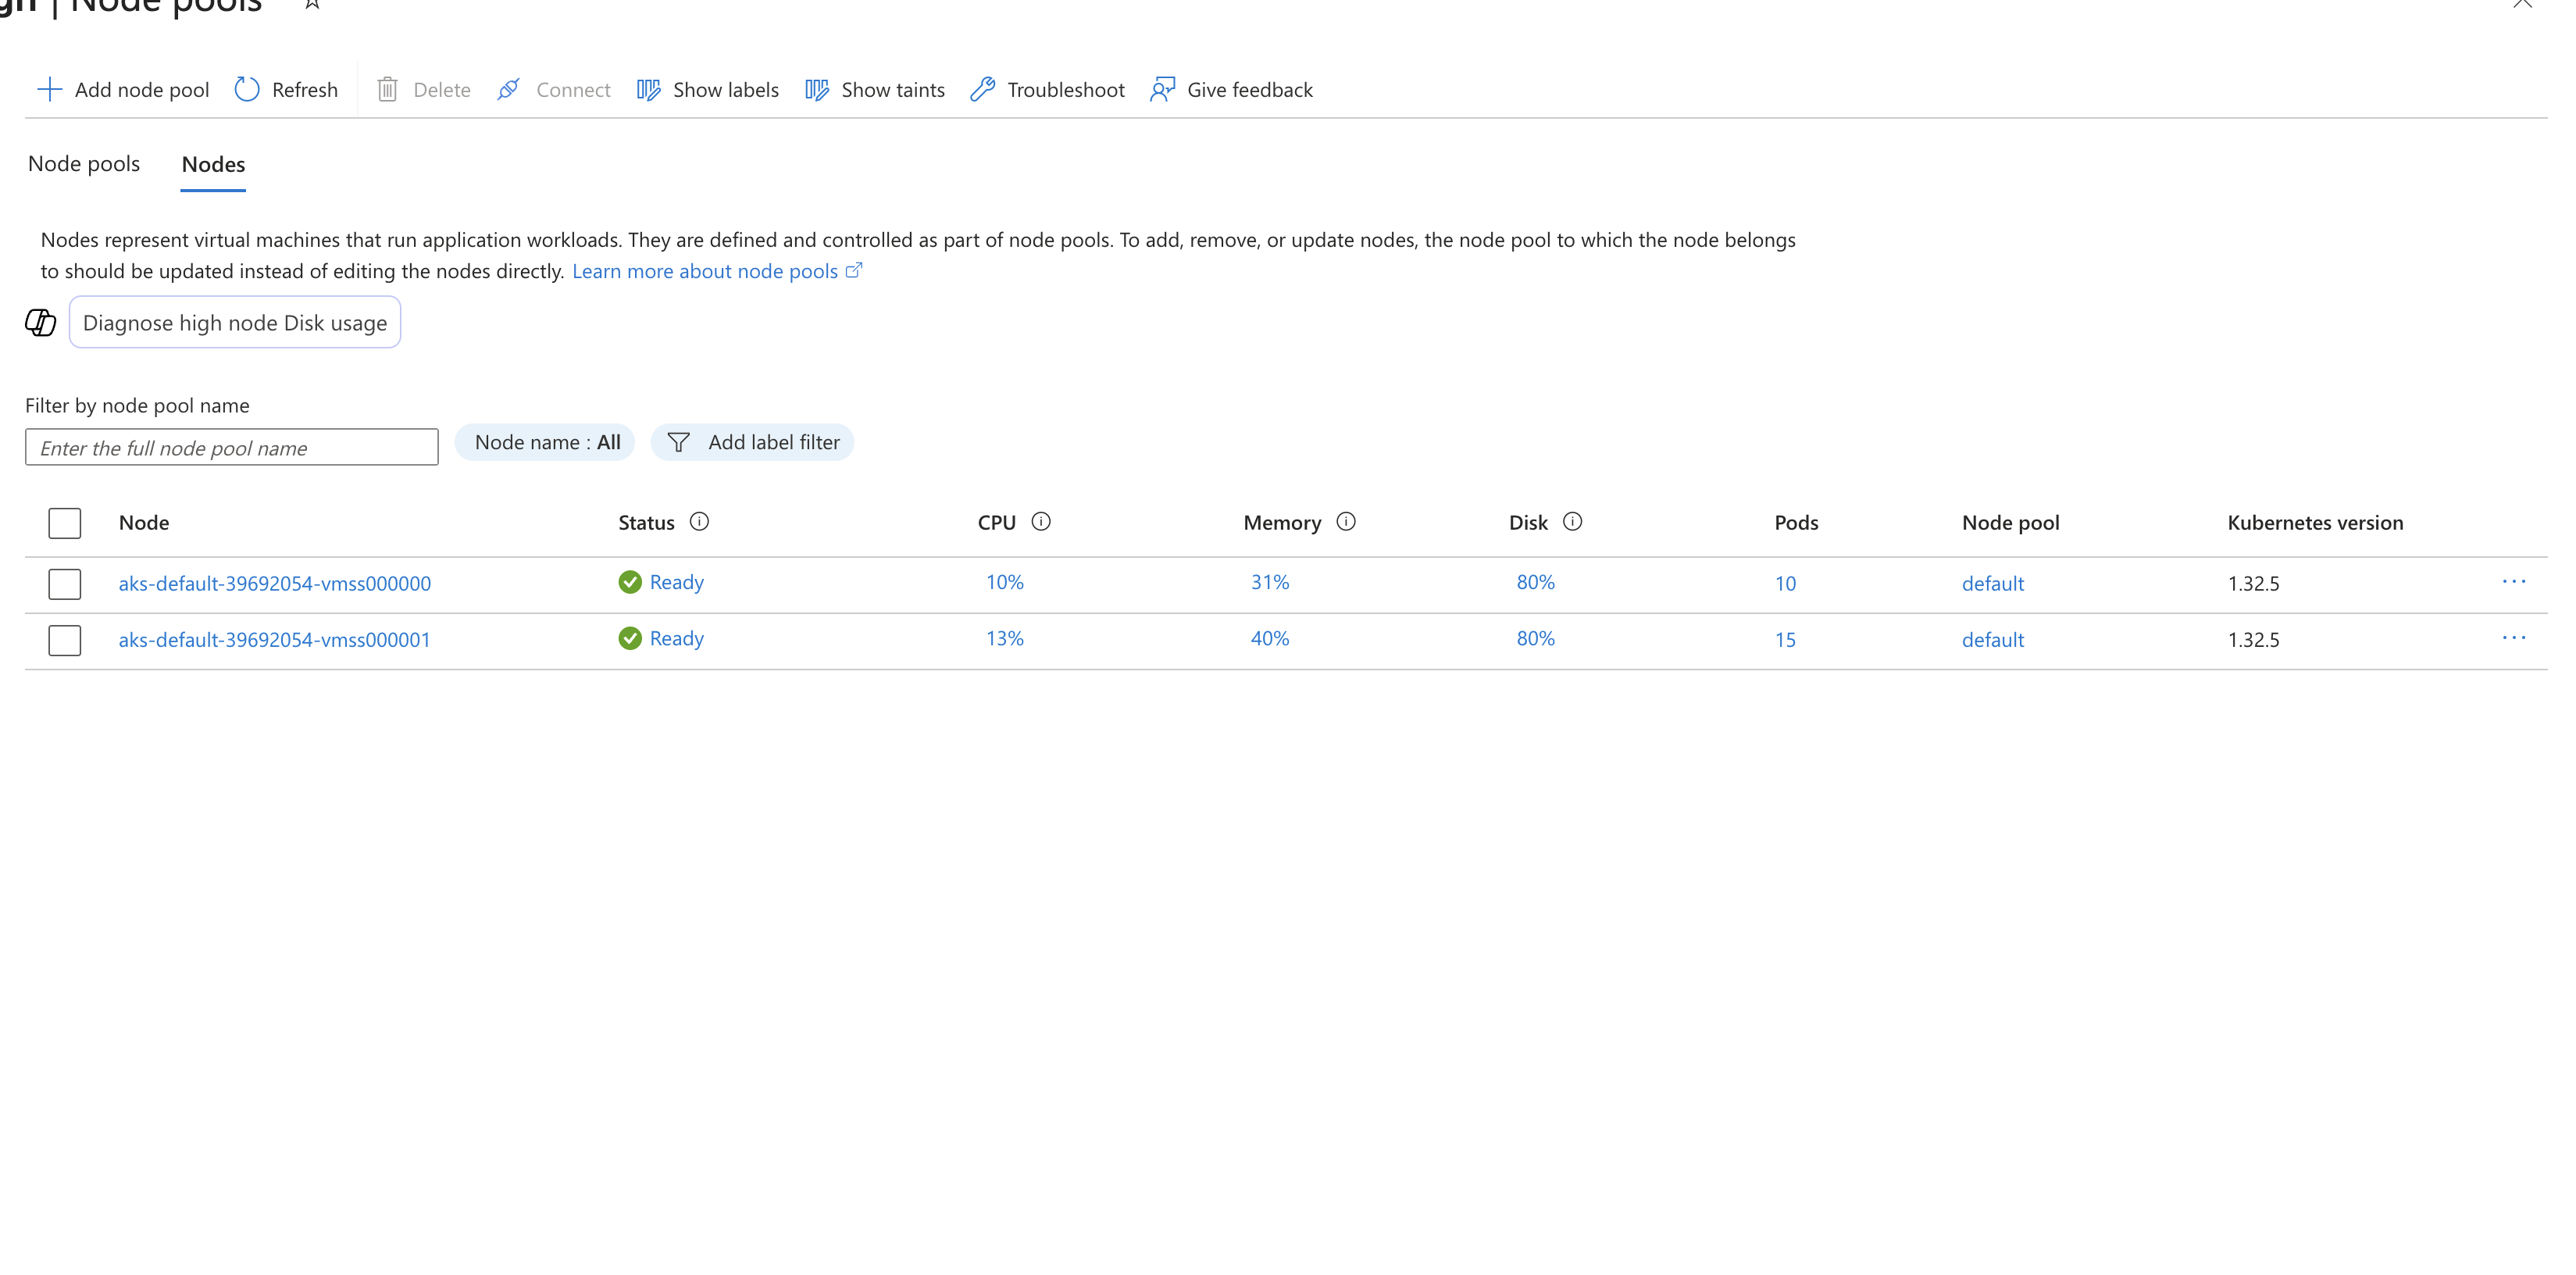 | Node pools
Add node pool Refresh Delete Connect Show labels Show taints Troubleshoot Give feedback
Node pools Nodes
Nodes represent virtual machines that run application workloads. They are defined and controlled as part of node pools. To add, remove, or update nodes, the node pool to which the node belongs
to should be updated instead of editing the nodes directly. Learn more about node pools
Diagnose high node Disk usage
Filter by node pool name
Enter the full node pool name Node name : All Add label filter
Node Status CPU Memory Disk Pods Node pool Kubernetes version
aks-default-39692054-vmss000000 Ready 10% 31% 80% 10 default 1.32.5 ...
aks-default-39692054-vmss000001 Ready 13% 40% 80% 15 default 1.32.5 ...